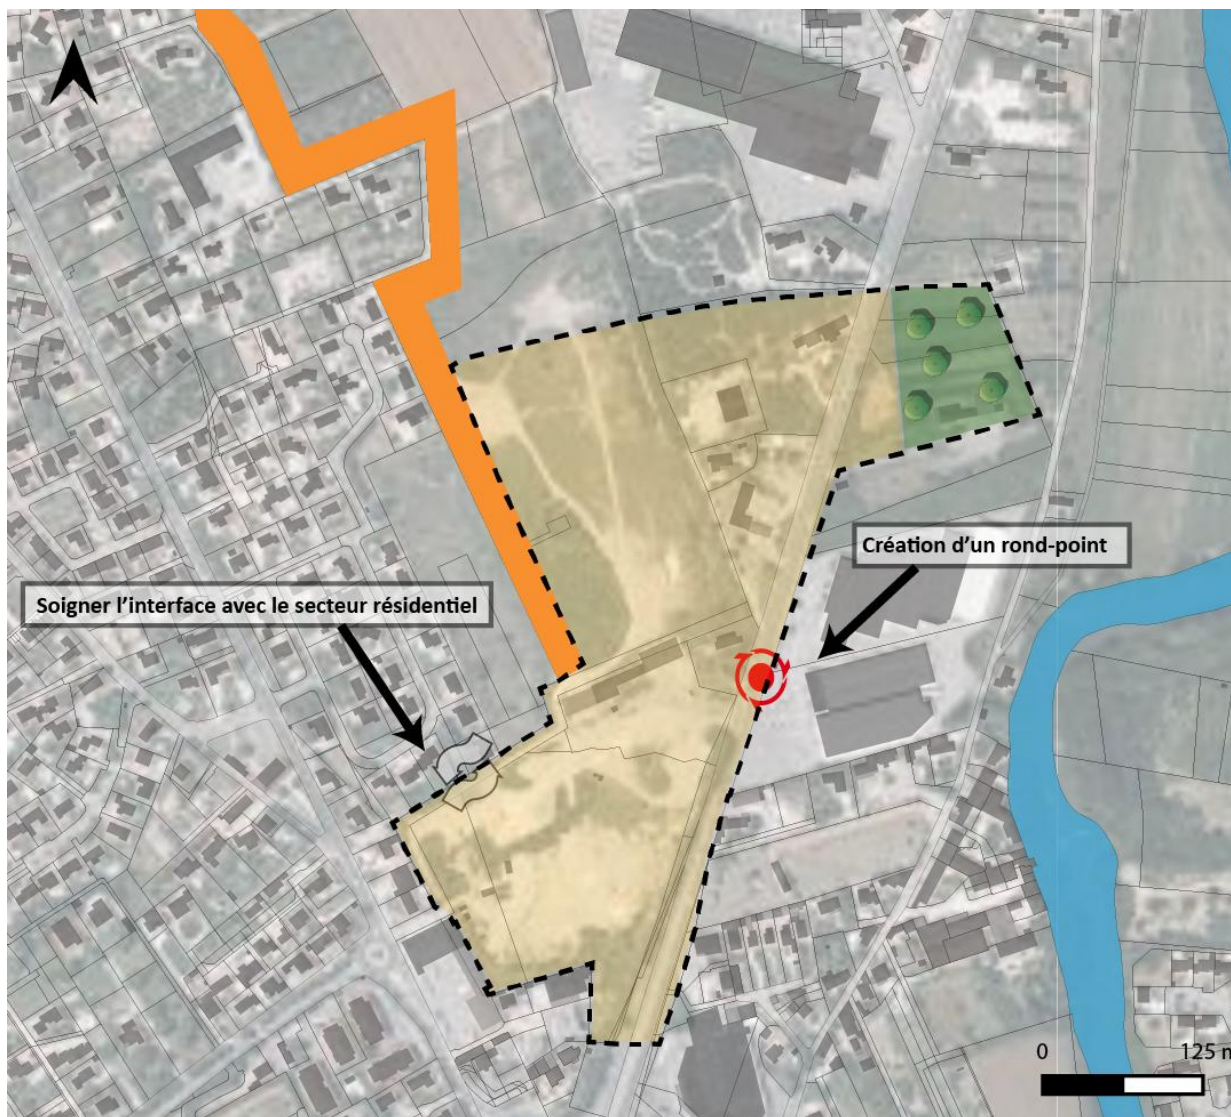 Création d'un rond-point
Soigner l'interface avec le secteur résidentiel
0 125 m